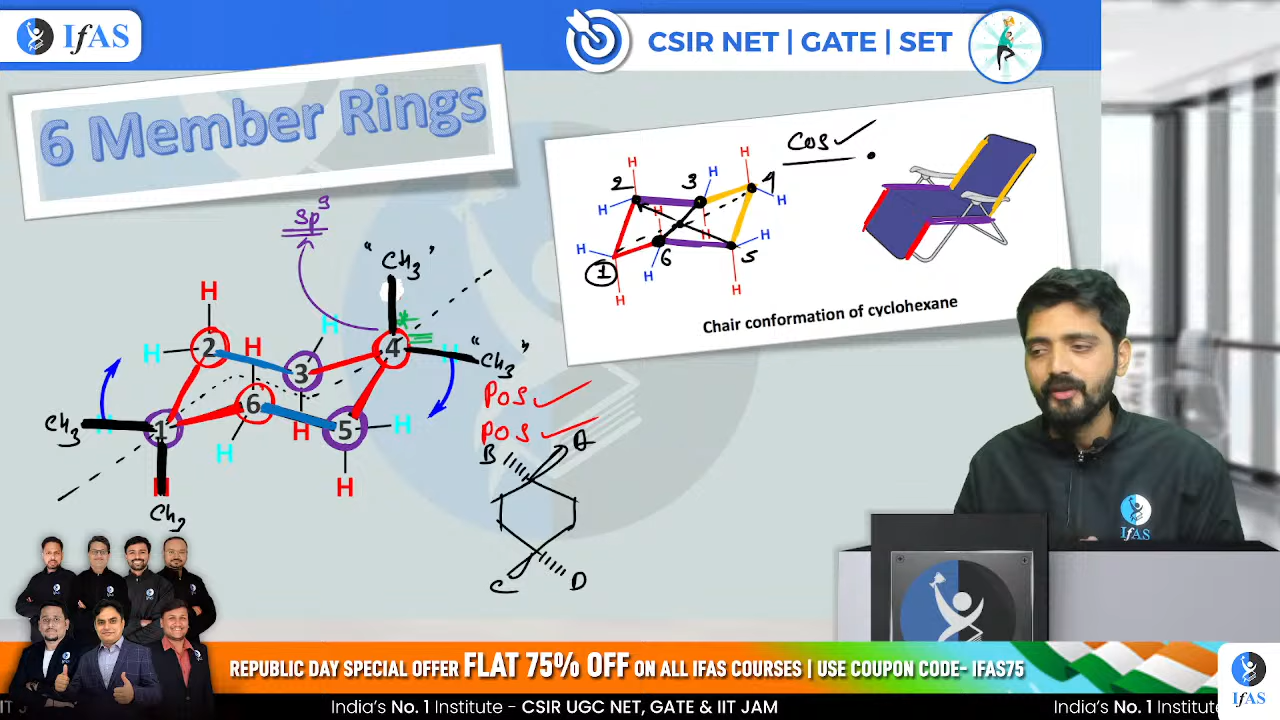 IfAS
CSIR NET | GATE | SET
6 Member Rings
cos
2
3
4
1
6
5
H
H
H
H
H
H
H
H
H
H
H
H
Chair conformation of cyclohexane
sp³
"CH₃"
H
H
H
H
2
3
4
"CH₃"
6
CH₃
H
1
5
H
H
H
H
H
H
CH₃
POS
POS
B
A
C
D
IfAS
REPUBLIC DAY SPECIAL OFFER FLAT 75% OFF ON ALL IFAS COURSES | USE COUPON CODE- IFAS75
IfAS
IT J
India's No. 1 Institute - CSIR UGC NET, GATE & IIT JAM
India's No. 1 Institut